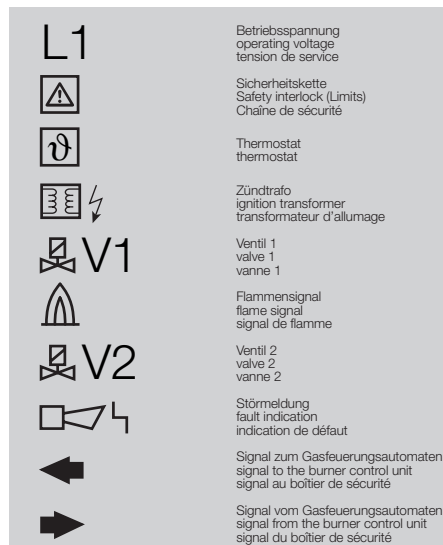 L1
Betriebsspannung
operating voltage
tension de service
Sicherheitskette
Safety interlock (Limits)
Chaîne de sécurité
ϑ
Thermostat
thermostat
Zündtrafo
ignition transformer
transformateur d'allumage
V1
Ventil 1
valve 1
vanne 1
Flammensignal
flame signal
signal de flamme
V2
Ventil 2
valve 2
vanne 2
Störmeldung
fault indication
indication de défaut
Signal zum Gasfeuerungsautomaten
signal to the burner control unit
signal au boîtier de sécurité
Signal vom Gasfeuerungsautomaten
signal from the burner control unit
signal du boîtier de sécurité